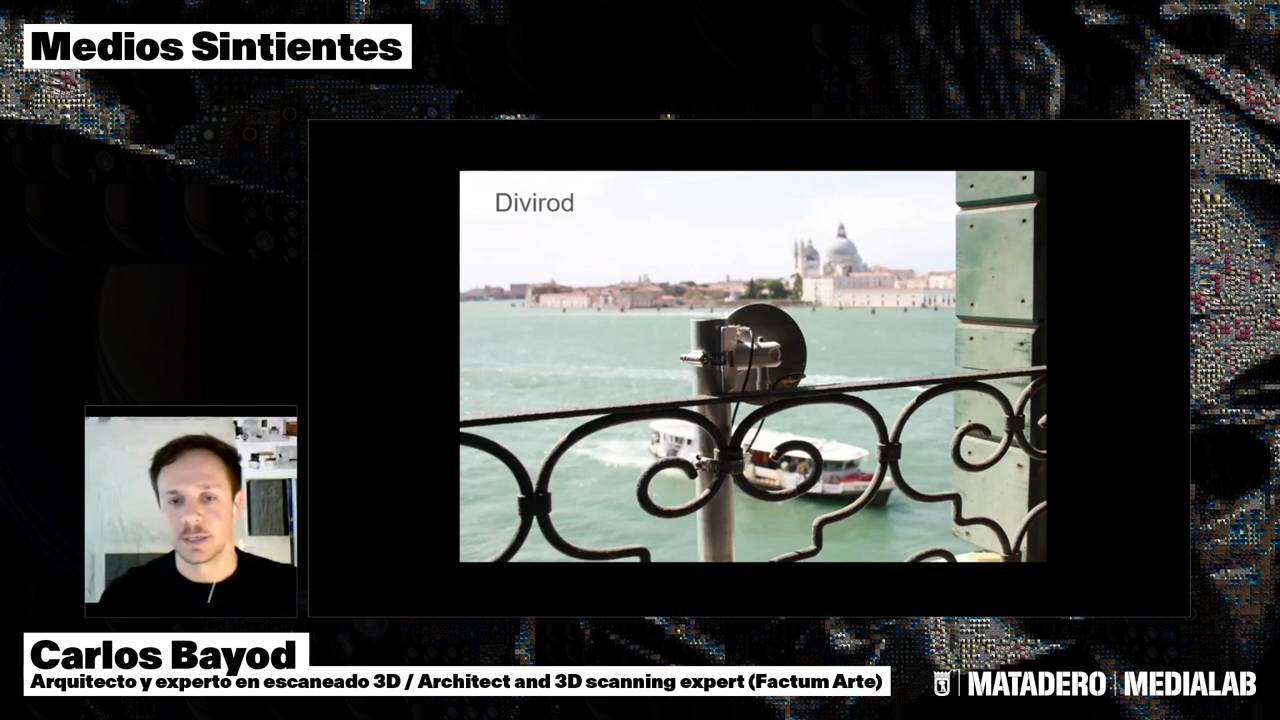 Medios Sintientes
Divirod
Carlos Bayod
Arquitecto y experto en escaneado 3D / Architect and 3D scanning expert (Factum Arte)
MATADERO | MEDIALAB